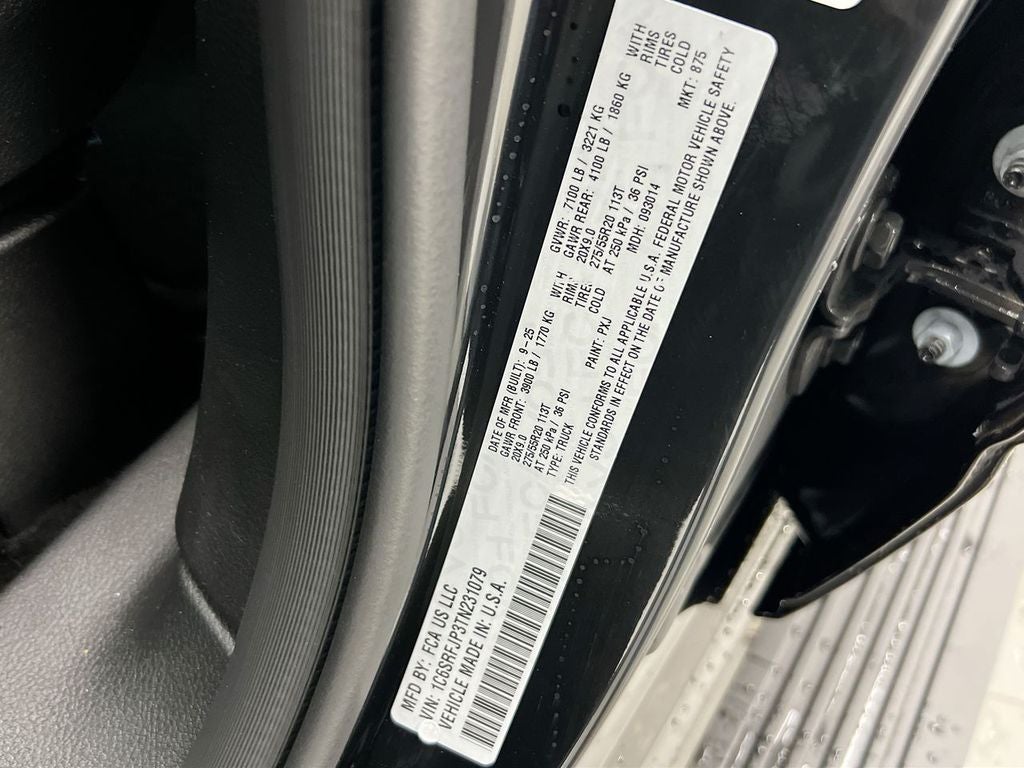 MFD BY: FCA US LLC
VIN: 1C6SRFJP3TN231079
VEHICLE MADE IN: U.S.A.
DATE OF MFR (BUILT): 9-25 GVWR: 7100 LB / 3221 KG
GAWR FRONT: 3900 LB / 1770 KG WITH GAWR REAR: 4100 LB / 1860 KG WITH
20X9.0 RIMS 20X9.0 RIMS
275/55R20 113T TIRES 275/55R20 113T TIRES
AT 250 kPa / 36 PSI COLD AT 250 kPa / 36 PSI COLD
TYPE: TRUCK PAINT: PXJ MDH: 093014 MKT: 875
THIS VEHICLE CONFORMS TO ALL APPLICABLE U.S.A. FEDERAL MOTOR VEHICLE SAFETY
STANDARDS IN EFFECT ON THE DATE OF MANUFACTURE SHOWN ABOVE.